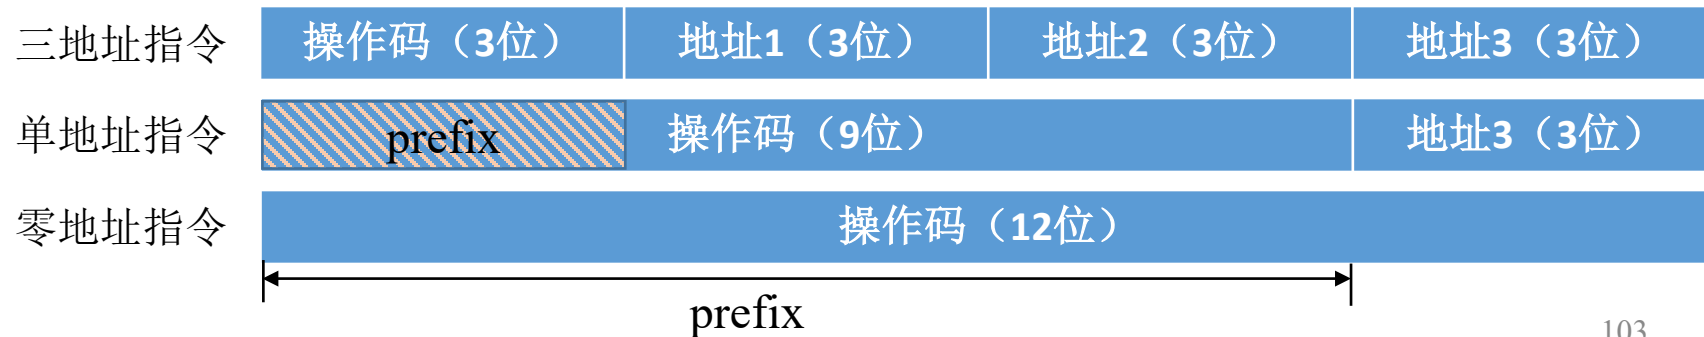 三地址指令 操作码（3位） 地址1（3位） 地址2（3位） 地址3（3位）
单地址指令 prefix 操作码（9位） 地址3（3位）
零地址指令 操作码（12位）
prefix
103